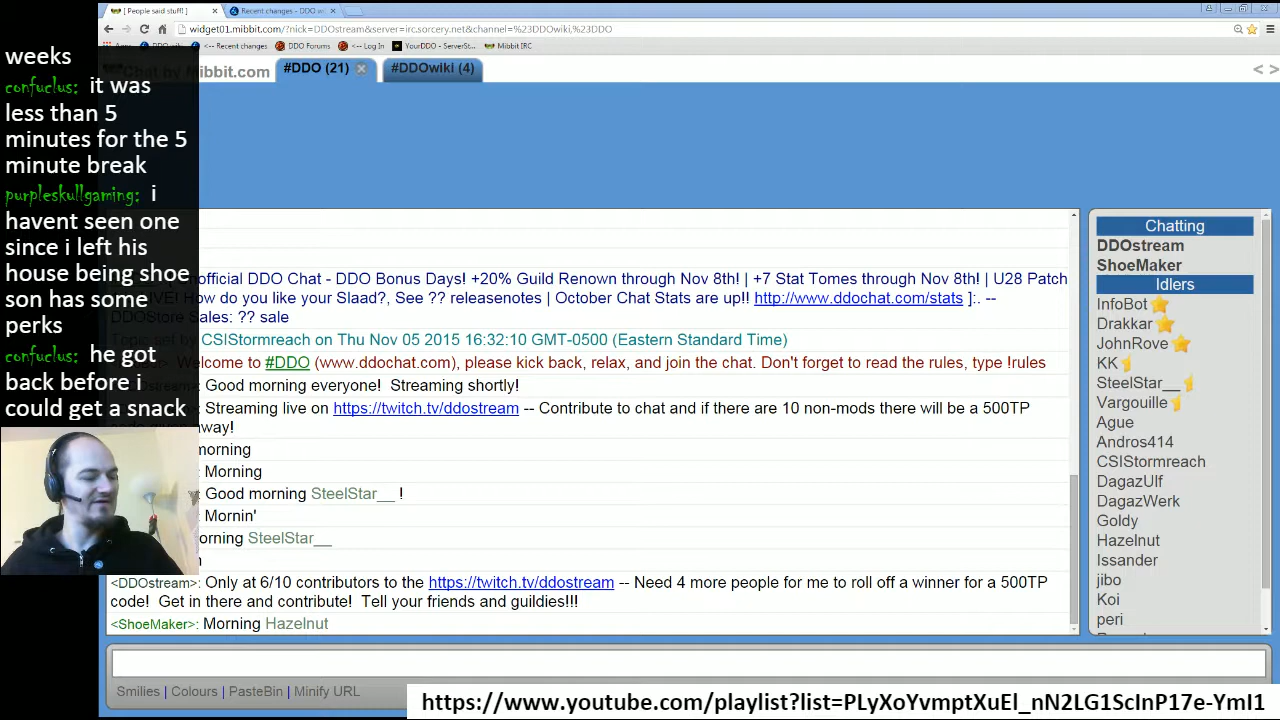 [People said stuff!]
Recent changes - DDO wi
widget01.mibbit.com/?nick=DDOstream&server=irc.sorcery.net&channel=%23DDOwiki,%23DDO
<-- Recent changes
DDO Forums
<-- Log In
YourDDO - ServerSt...
Mibbit IRC
Chat by Mibbit.com
#DDO (21)
#DDOwiki (4)
< >
weeks
confuclus: it was
less than 5
minutes for the 5
minute break
purpleskullgaming: i
havent seen one
since i left his
house being shoe
son has some
perks
confuclus: he got
back before i
could get a snack
official DDO Chat - DDO Bonus Days! +20% Guild Renown through Nov 8th! | +7 Stat Tomes through Nov 8th! | U28 Patch
LIVE! How do you like your Slaad?, See ?? releasenotes | October Chat Stats are up!! http://www.ddochat.com/stats ]:. --
DDOStore Sales: ?? sale
Topic set by CSIStormreach on Thu Nov 05 2015 16:32:10 GMT-0500 (Eastern Standard Time)
Welcome to #DDO (www.ddochat.com), please kick back, relax, and join the chat. Don't forget to read the rules, type !rules
Good morning everyone! Streaming shortly!
: Streaming live on https://twitch.tv/ddostream -- Contribute to chat and if there are 10 non-mods there will be a 500TP
away!
morning
: Morning
: Good morning SteelStar__ !
: Mornin'
orning SteelStar__
<DDOstream>: Only at 6/10 contributors to the https://twitch.tv/ddostream -- Need 4 more people for me to roll off a winner for a 500TP
code! Get in there and contribute! Tell your friends and guildies!!!
<ShoeMaker>: Morning Hazelnut
Chatting
DDOstream
ShoeMaker
Idlers
InfoBot
Drakkar
JohnRove
KK
SteelStar__
Vargouille
Ague
Andros414
CSIStormreach
DagazUlf
DagazWerk
Goldy
Hazelnut
Issander
jibo
Koi
peri
Smilies | Colours | PasteBin | Minify URL
https://www.youtube.com/playlist?list=PLyXoYvmptXuEl_nN2LG1ScInP17e-YmI1